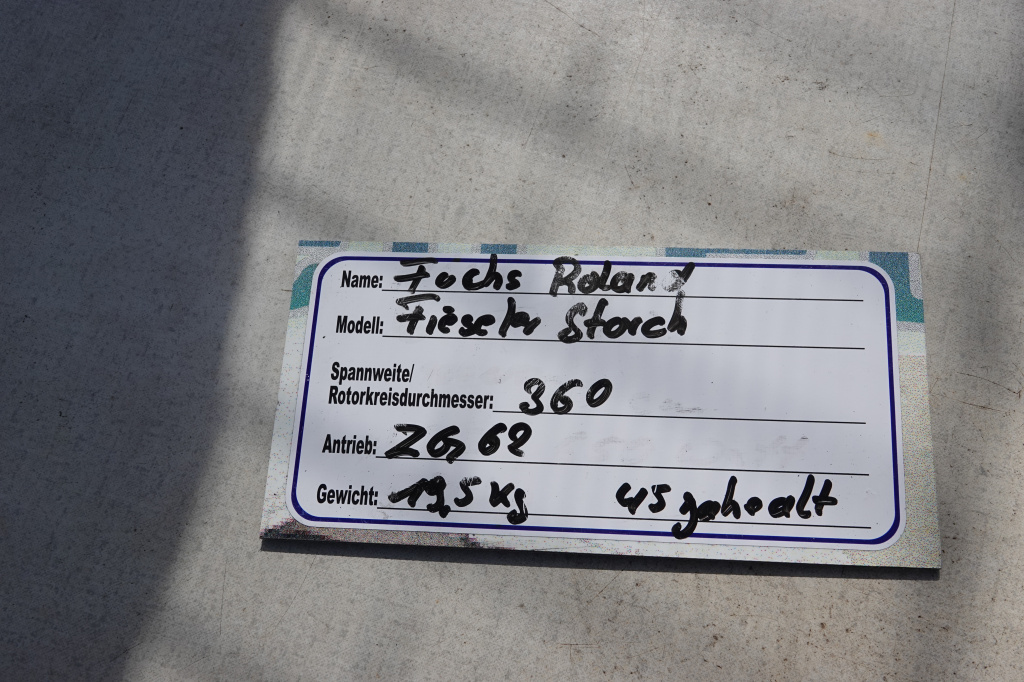 Name: Fuchs Roland
Modell: Fieseler Storch
Spannweite/
Rotorkreisdurchmesser: 360
Antrieb: ZG 62
Gewicht: 19,5 kg 45 jahre alt